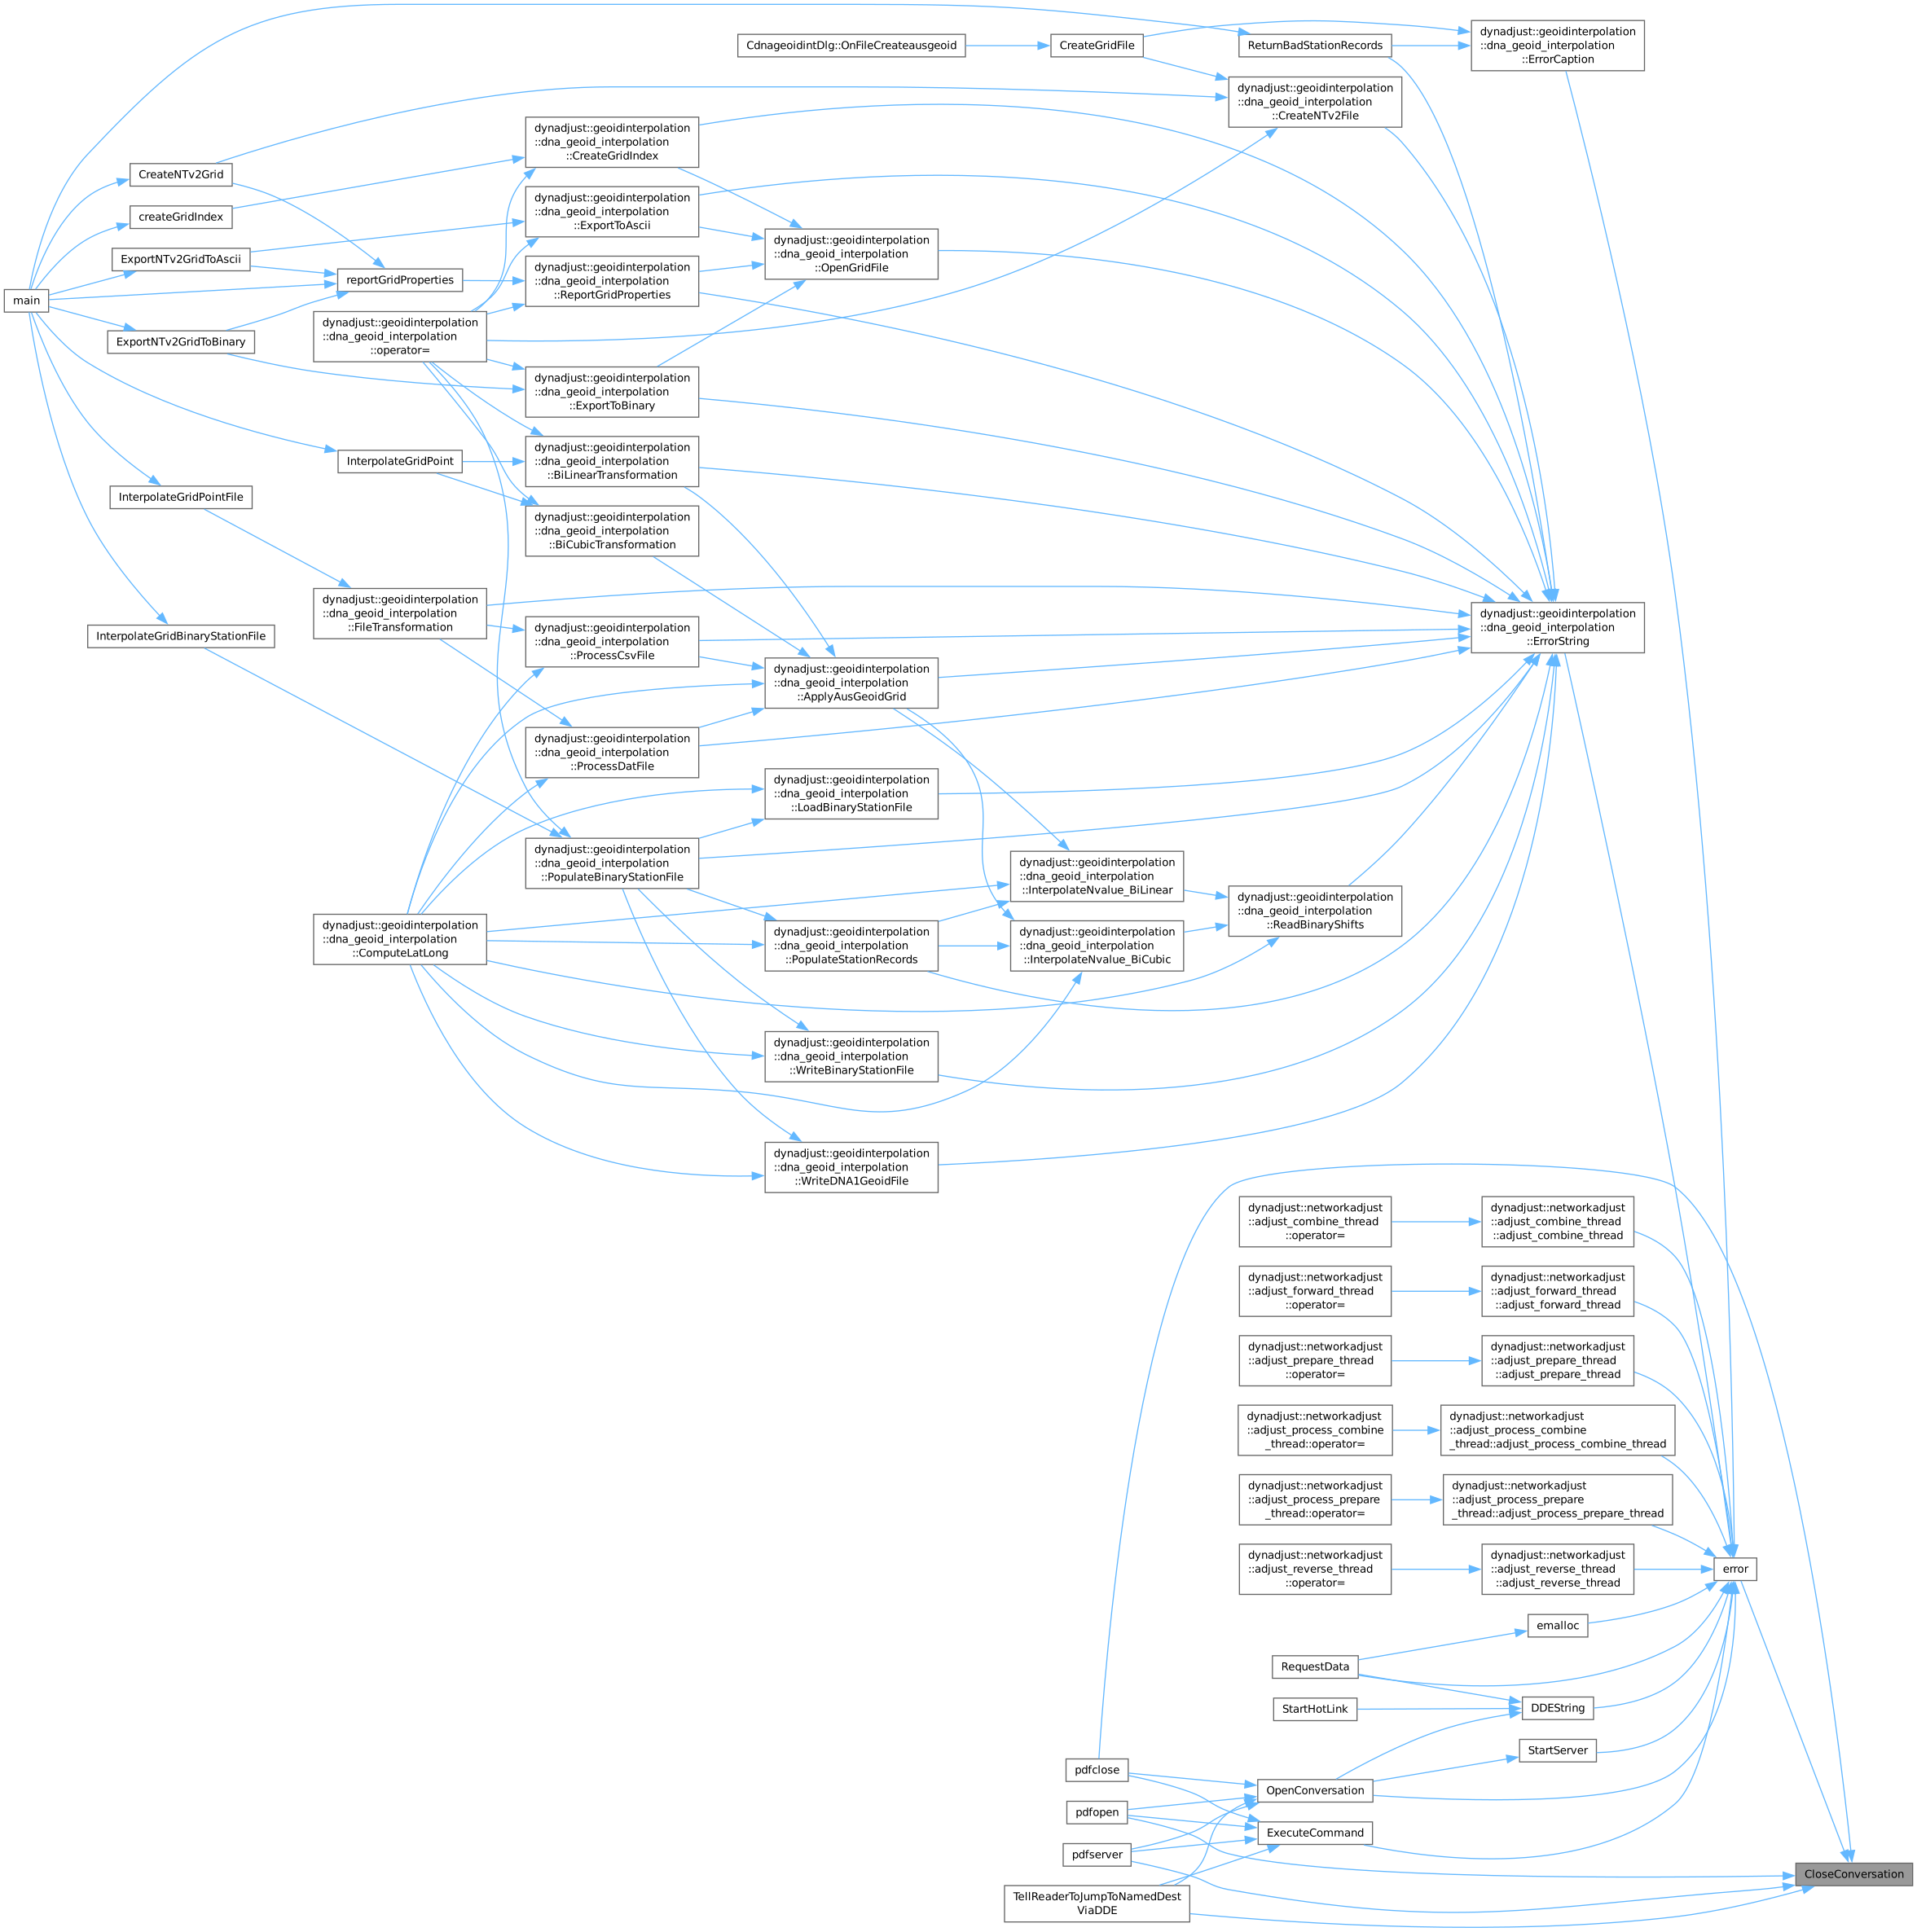 dynadjust::geoidinterpolation
::dna_geoid_interpolation
::ErrorCaption
CdnageoidintDlg::OnFileCreateausgeoid
CreateGridFile
ReturnBadStationRecords
dynadjust::geoidinterpolation
::dna_geoid_interpolation
::CreateNTv2File
dynadjust::geoidinterpolation
::dna_geoid_interpolation
::CreateGridIndex
CreateNTv2Grid
createGridIndex
dynadjust::geoidinterpolation
::dna_geoid_interpolation
::ExportToAscii
ExportNTv2GridToAscii
dynadjust::geoidinterpolation
::dna_geoid_interpolation
::OpenGridFile
dynadjust::geoidinterpolation
::dna_geoid_interpolation
::ReportGridProperties
reportGridProperties
main
dynadjust::geoidinterpolation
::dna_geoid_interpolation
::operator=
ExportNTv2GridToBinary
dynadjust::geoidinterpolation
::dna_geoid_interpolation
::ExportToBinary
dynadjust::geoidinterpolation
::dna_geoid_interpolation
::BiLinearTransformation
InterpolateGridPoint
InterpolateGridPointFile
dynadjust::geoidinterpolation
::dna_geoid_interpolation
::BiCubicTransformation
dynadjust::geoidinterpolation
::dna_geoid_interpolation
::FileTransformation
InterpolateGridBinaryStationFile
dynadjust::geoidinterpolation
::dna_geoid_interpolation
::ProcessCsvFile
dynadjust::geoidinterpolation
::dna_geoid_interpolation
::ErrorString
dynadjust::geoidinterpolation
::dna_geoid_interpolation
::ApplyAusGeoidGrid
dynadjust::geoidinterpolation
::dna_geoid_interpolation
::ProcessDatFile
dynadjust::geoidinterpolation
::dna_geoid_interpolation
::LoadBinaryStationFile
dynadjust::geoidinterpolation
::dna_geoid_interpolation
::PopulateBinaryStationFile
dynadjust::geoidinterpolation
::dna_geoid_interpolation
::InterpolateNvalue_BiLinear
dynadjust::geoidinterpolation
::dna_geoid_interpolation
::ReadBinaryShifts
dynadjust::geoidinterpolation
::dna_geoid_interpolation
::ComputeLatLong
dynadjust::geoidinterpolation
::dna_geoid_interpolation
::PopulateStationRecords
dynadjust::geoidinterpolation
::dna_geoid_interpolation
::InterpolateNvalue_BiCubic
dynadjust::geoidinterpolation
::dna_geoid_interpolation
::WriteBinaryStationFile
dynadjust::geoidinterpolation
::dna_geoid_interpolation
::WriteDNA1GeoidFile
dynadjust::networkadjust
::adjust_combine_thread
::operator=
dynadjust::networkadjust
::adjust_combine_thread
::adjust_combine_thread
dynadjust::networkadjust
::adjust_forward_thread
::operator=
dynadjust::networkadjust
::adjust_forward_thread
::adjust_forward_thread
dynadjust::networkadjust
::adjust_prepare_thread
::operator=
dynadjust::networkadjust
::adjust_prepare_thread
::adjust_prepare_thread
dynadjust::networkadjust
::adjust_process_combine
_thread::operator=
dynadjust::networkadjust
::adjust_process_combine
_thread::adjust_process_combine_thread
dynadjust::networkadjust
::adjust_process_prepare
_thread::operator=
dynadjust::networkadjust
::adjust_process_prepare
_thread::adjust_process_prepare_thread
dynadjust::networkadjust
::adjust_reverse_thread
::operator=
dynadjust::networkadjust
::adjust_reverse_thread
::adjust_reverse_thread
error
emalloc
RequestData
StartHotLink
DDEString
StartServer
pdfclose
OpenConversation
pdfopen
ExecuteCommand
pdfserver
CloseConversation
TellReaderToJumpToNamedDest
ViaDDE